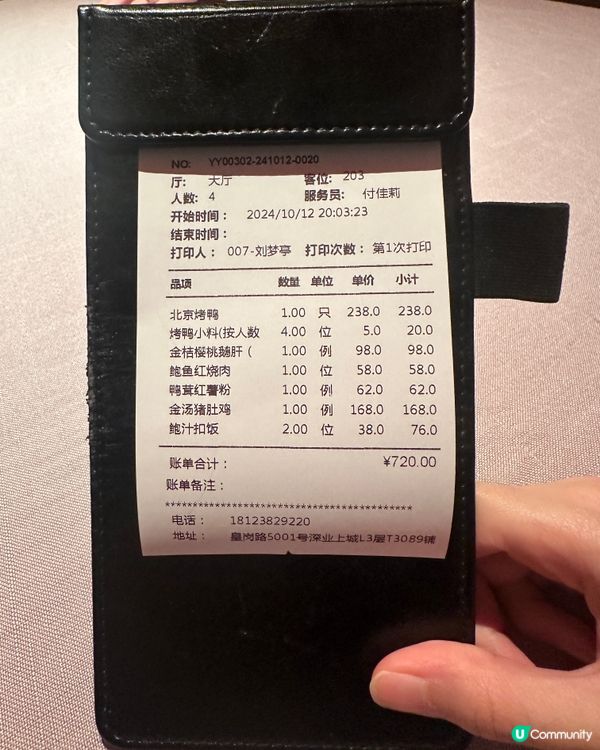 NO: YY00302-241012-0020
厅: 大厅 客位: 203
人数: 4 服务员: 付佳莉
开始时间: 2024/10/12 20:03:23
结束时间:
打印人: 007-刘梦亭 打印次数: 第1次打印
品项 数量 单位 单价 小计
北京烤鸭 1.00 只 238.0 238.0
烤鸭小料(按人数 4.00 位 5.0 20.0
金桔樱桃鹅肝 ( 1.00 例 98.0 98.0
鲍鱼红烧肉 1.00 位 58.0 58.0
鸭茸红薯粉 1.00 例 62.0 62.0
金汤猪肚鸡 1.00 例 168.0 168.0
鲍汁扣饭 2.00 位 38.0 76.0
账单合计: ¥720.00
账单备注:
******************************************
电话: 18123829220
地址: 皇岗路5001号深业上城L3层T3089铺
U Community